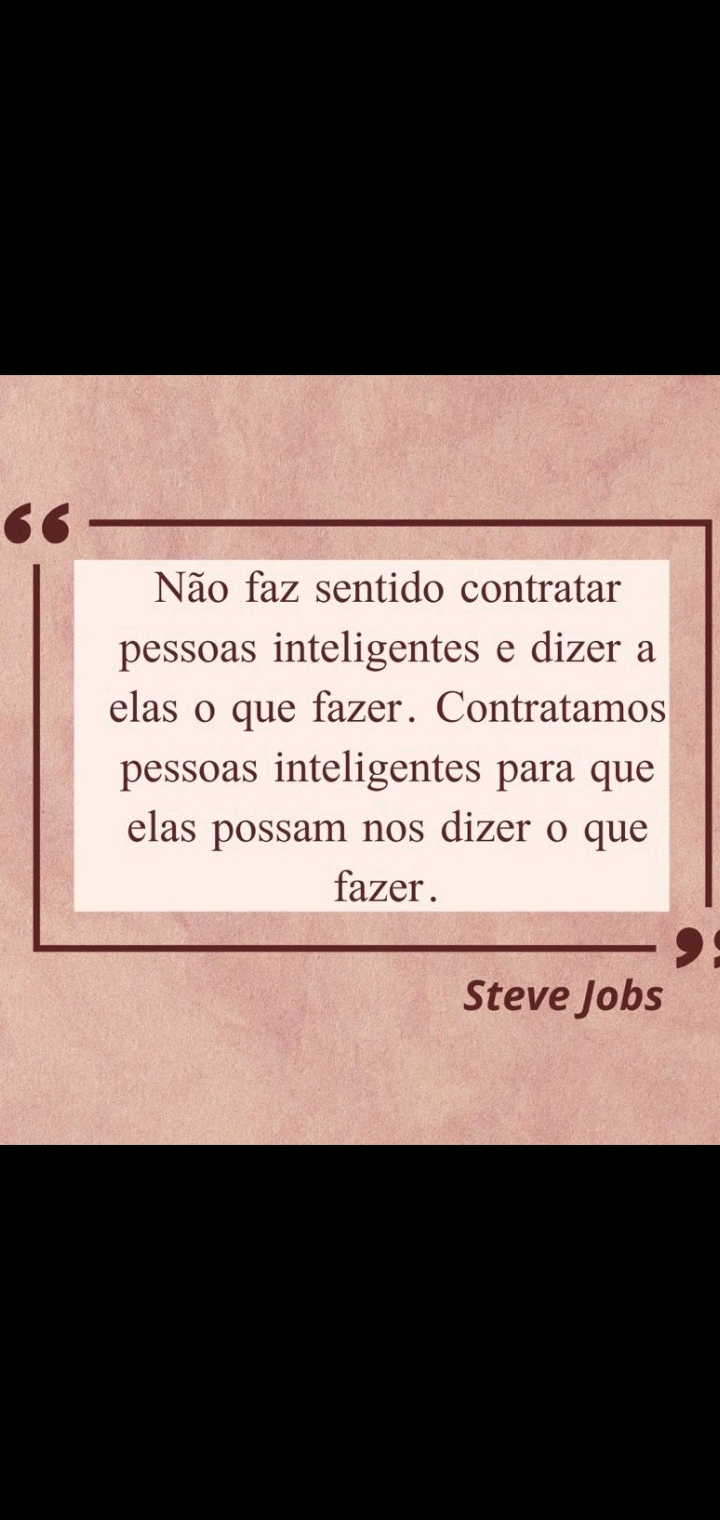 “
Não faz sentido contratar
pessoas inteligentes e dizer a
elas o que fazer. Contratamos
pessoas inteligentes para que
elas possam nos dizer o que
fazer.
”
Steve Jobs